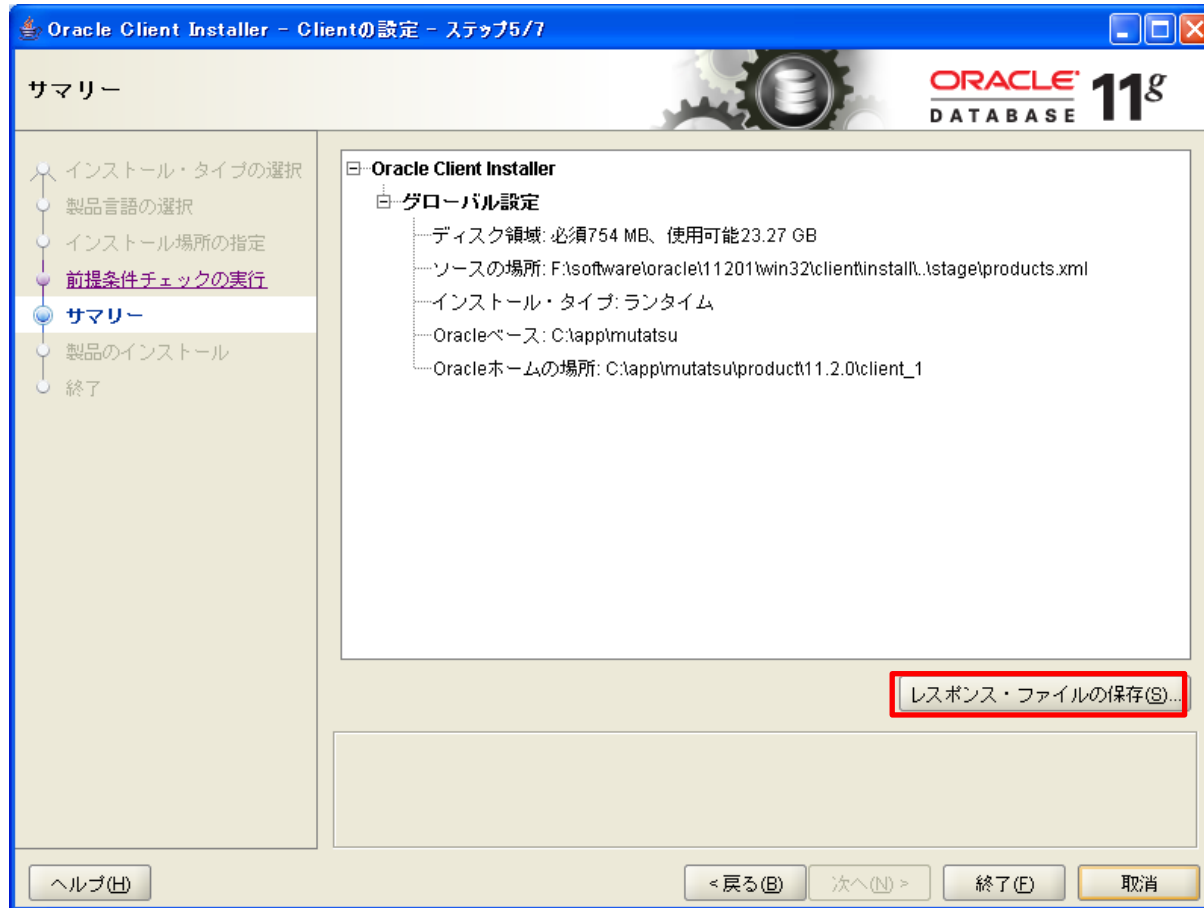 Oracle Client Installer - Clientの設定 - ステップ5/7
サマリー
ORACLE
DATABASE
11g
インストール・タイプの選択
製品言語の選択
インストール場所の指定
前提条件チェックの実行
サマリー
製品のインストール
終了
Oracle Client Installer
グローバル設定
ディスク領域: 必須754 MB、使用可能23.27 GB
ソースの場所: F:\software\oracle\11201\win32\client\install\..\stage\products.xml
インストール・タイプ: ランタイム
Oracleベース: C:\app\mutatsu
Oracleホームの場所: C:\app\mutatsu\product\11.2.0\client_1
レスポンス・ファイルの保存(S)...
ヘルプ(H)
< 戻る(B)
次へ(N) >
終了(F)
取消